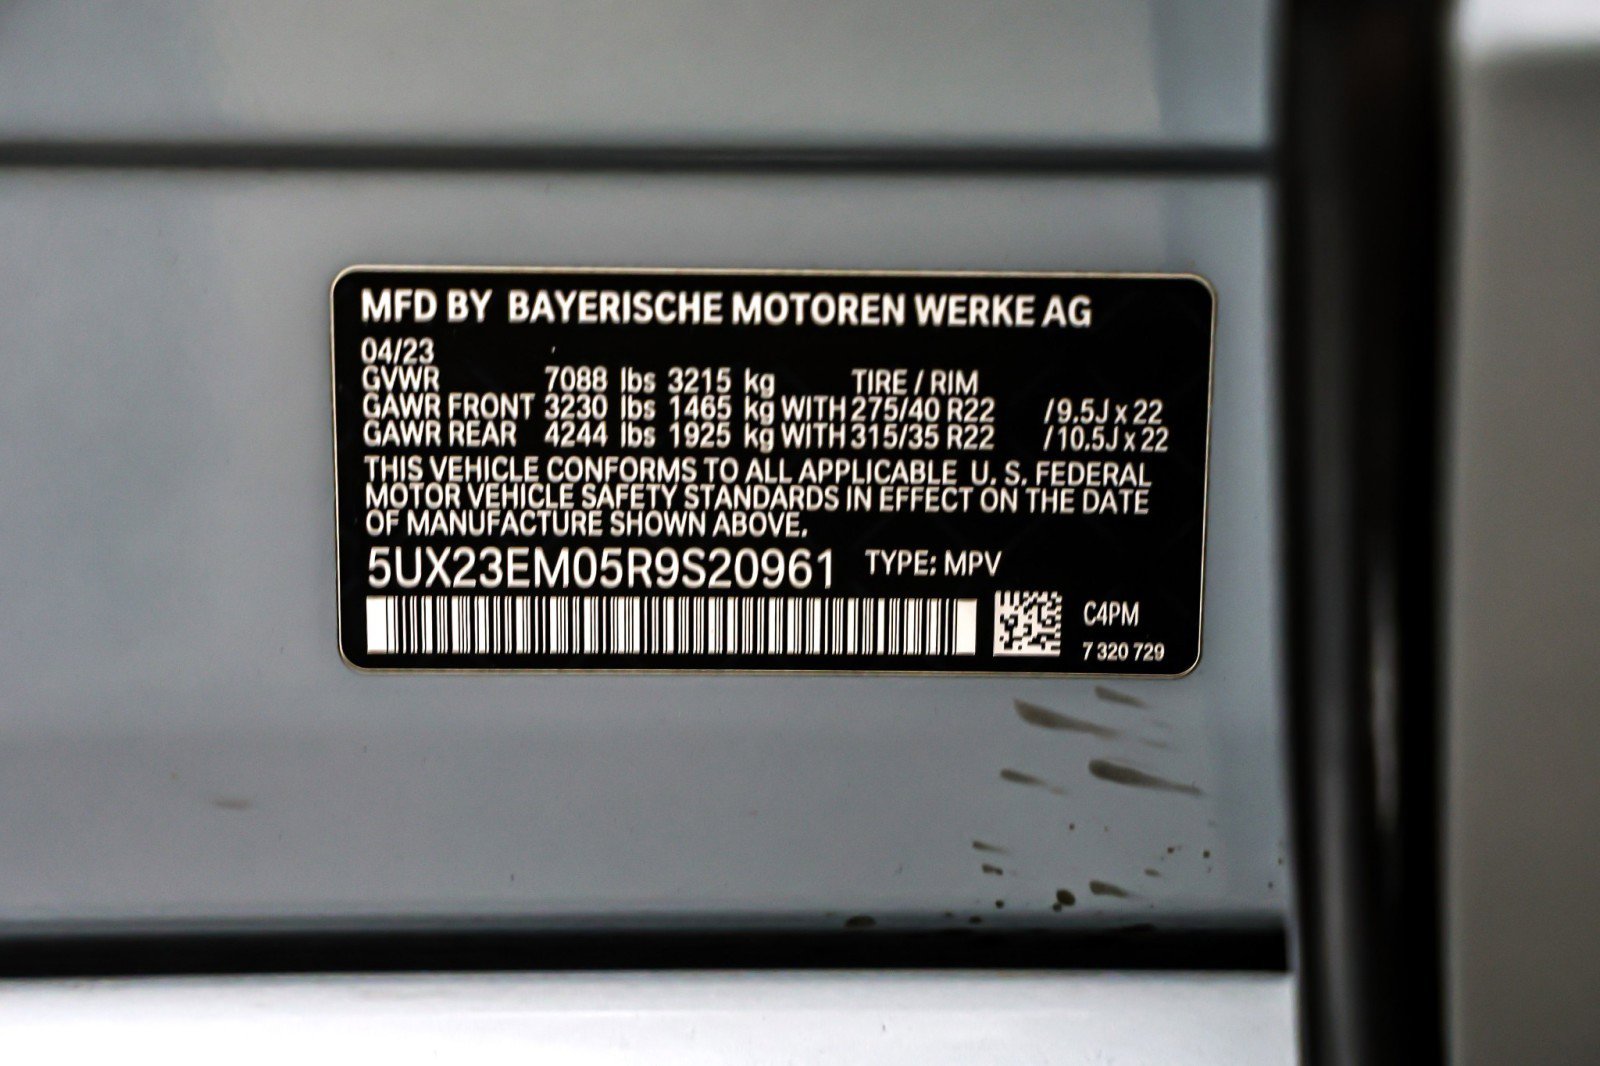 MFD BY BAYERISCHE MOTOREN WERKE AG
04/23
GVWR 7088 lbs 3215 kg TIRE / RIM
GAWR FRONT 3230 lbs 1465 kg WITH 275/40 R22 / 9.5J x 22
GAWR REAR 4244 lbs 1925 kg WITH 315/35 R22 / 10.5J x 22
THIS VEHICLE CONFORMS TO ALL APPLICABLE U. S. FEDERAL
MOTOR VEHICLE SAFETY STANDARDS IN EFFECT ON THE DATE
OF MANUFACTURE SHOWN ABOVE.
5UX23EM05R9S20961 TYPE: MPV
C4PM
7 320 729